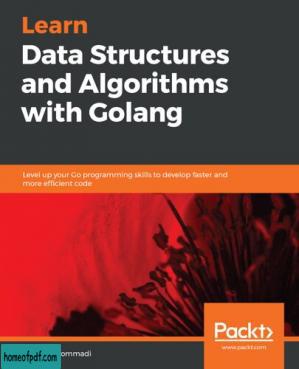 Learn
Data Structures
and Algorithms
with Golang
Level up your Go programming skills to develop faster and
more efficient code
Packt>
www.packt.com
homeofpdf.com